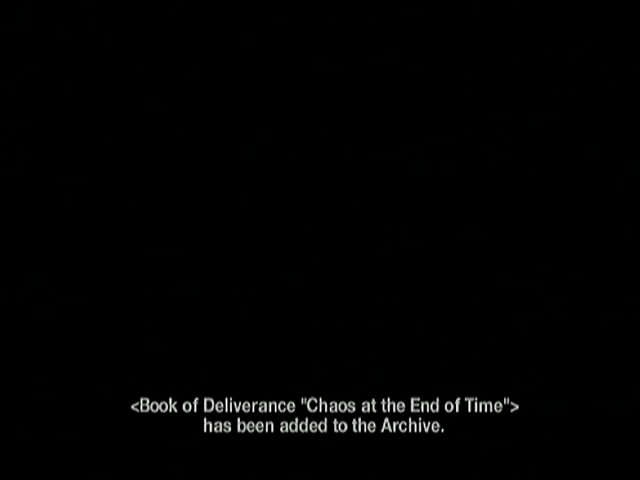 <Book of Deliverance "Chaos at the End of Time">
has been added to the Archive.